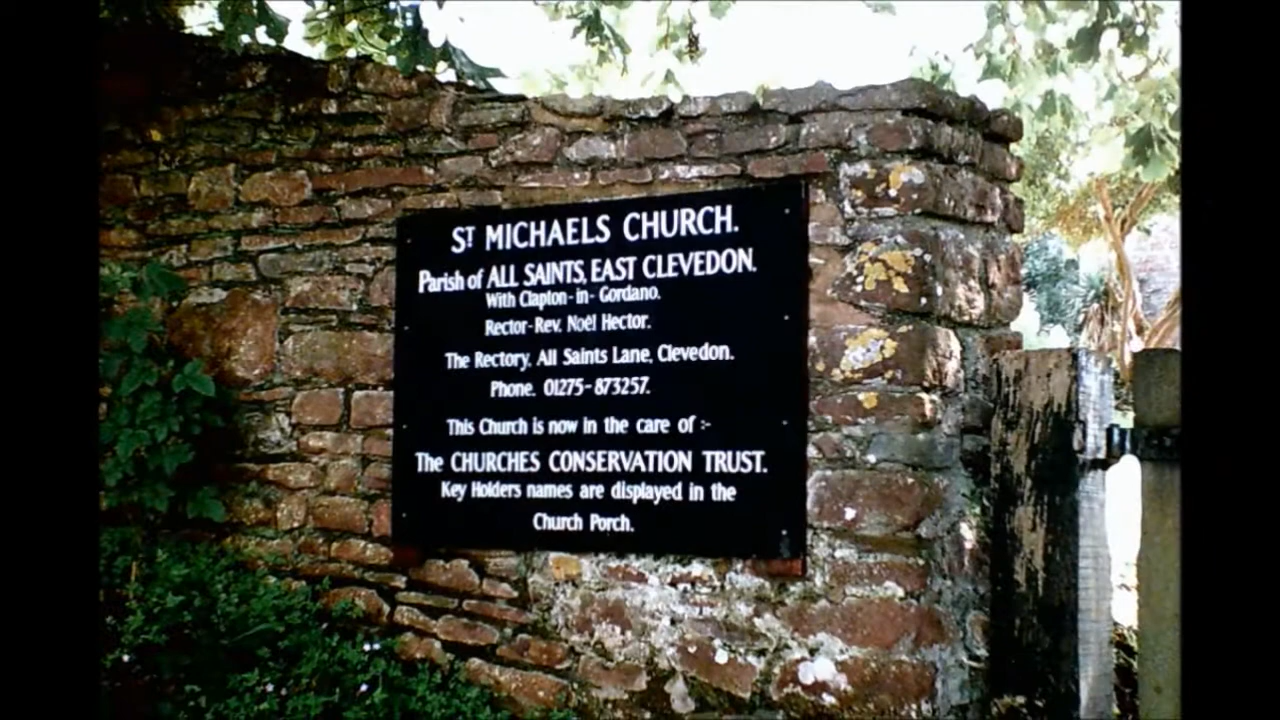 ST MICHAELS CHURCH.
Parish of ALL SAINTS, EAST CLEVEDON.
With Clapton-in-Gordano.
Rector-Rev. Noël Hector.
The Rectory, All Saints Lane, Clevedon.
Phone. 01275-873257.
This Church is now in the care of :-
The CHURCHES CONSERVATION TRUST.
Key Holders names are displayed in the
Church Porch.